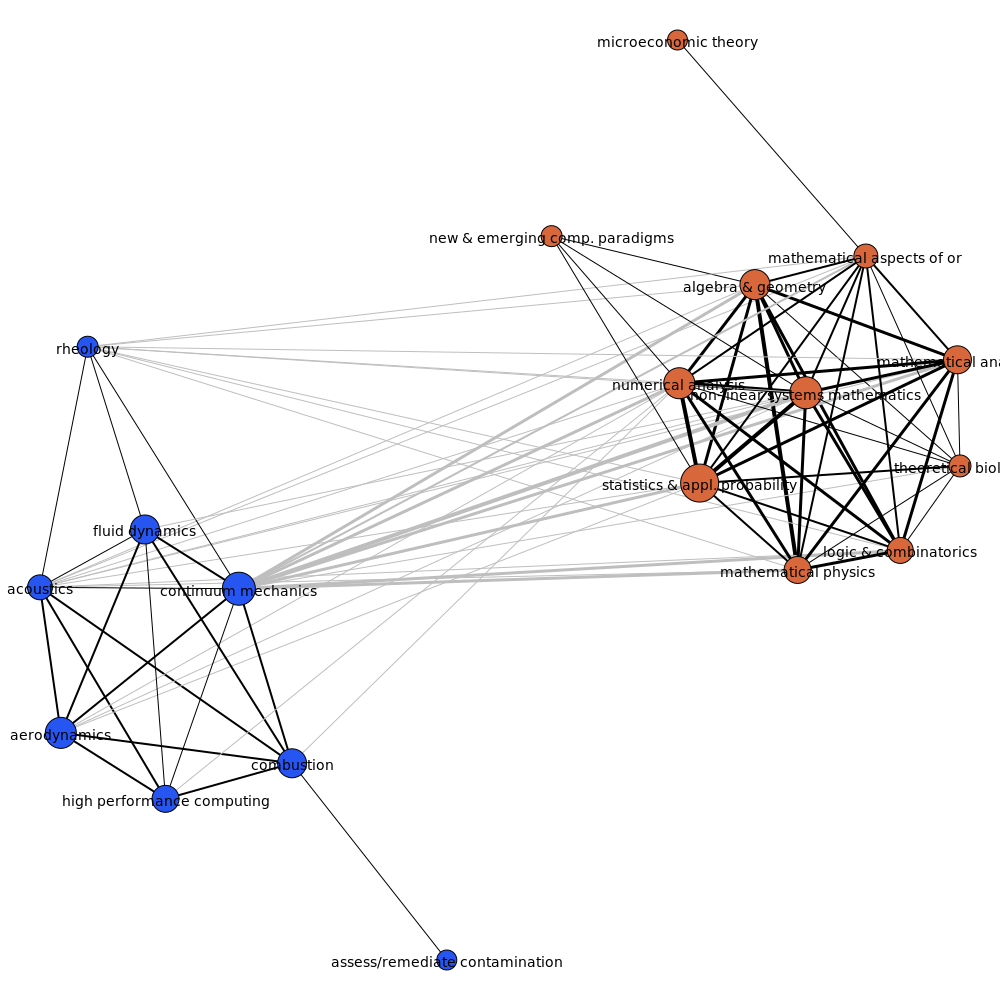 microeconomic theory
new & emerging comp. paradigms
mathematical aspects of or
algebra & geometry
rheology
mathematical ana
numerical analysis
non-linear systems mathematics
theoretical biol
statistics & appl. probability
fluid dynamics
logic & combinatorics
mathematical physics
acoustics
continuum mechanics
aerodynamics
combustion
high performance computing
assess/remediate contamination